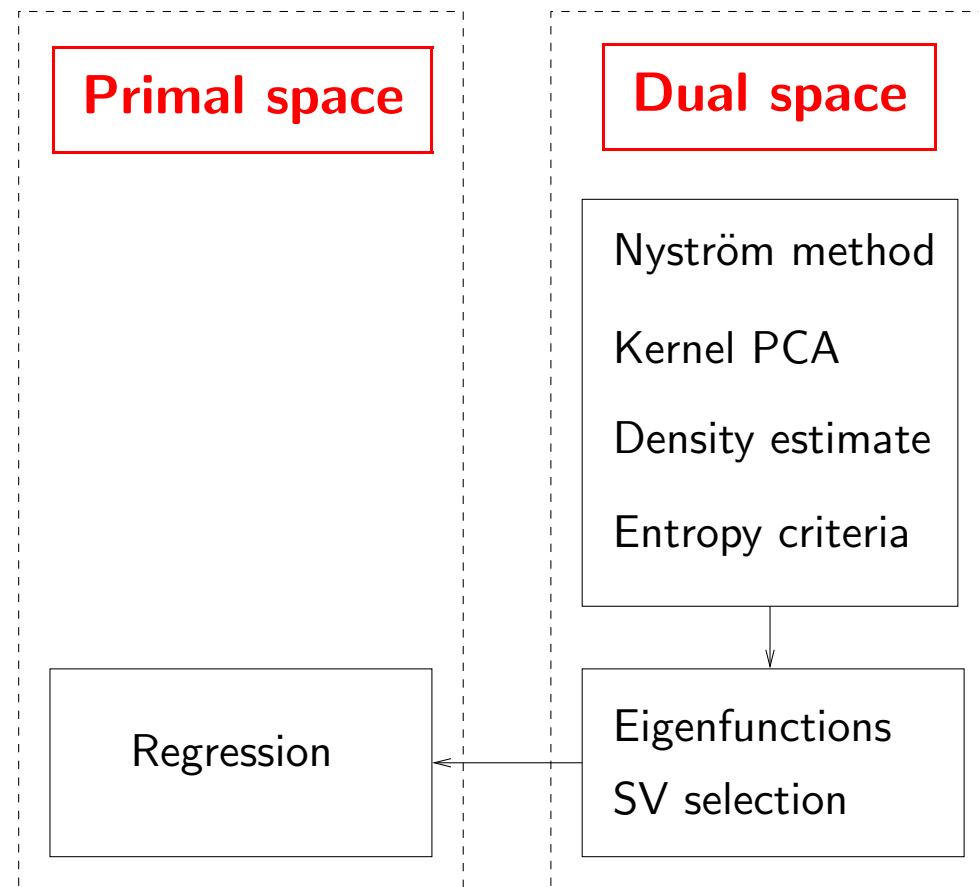 Primal space
Dual space
Nyström method
Kernel PCA
Density estimate
Entropy criteria
Regression
Eigenfunctions
SV selection